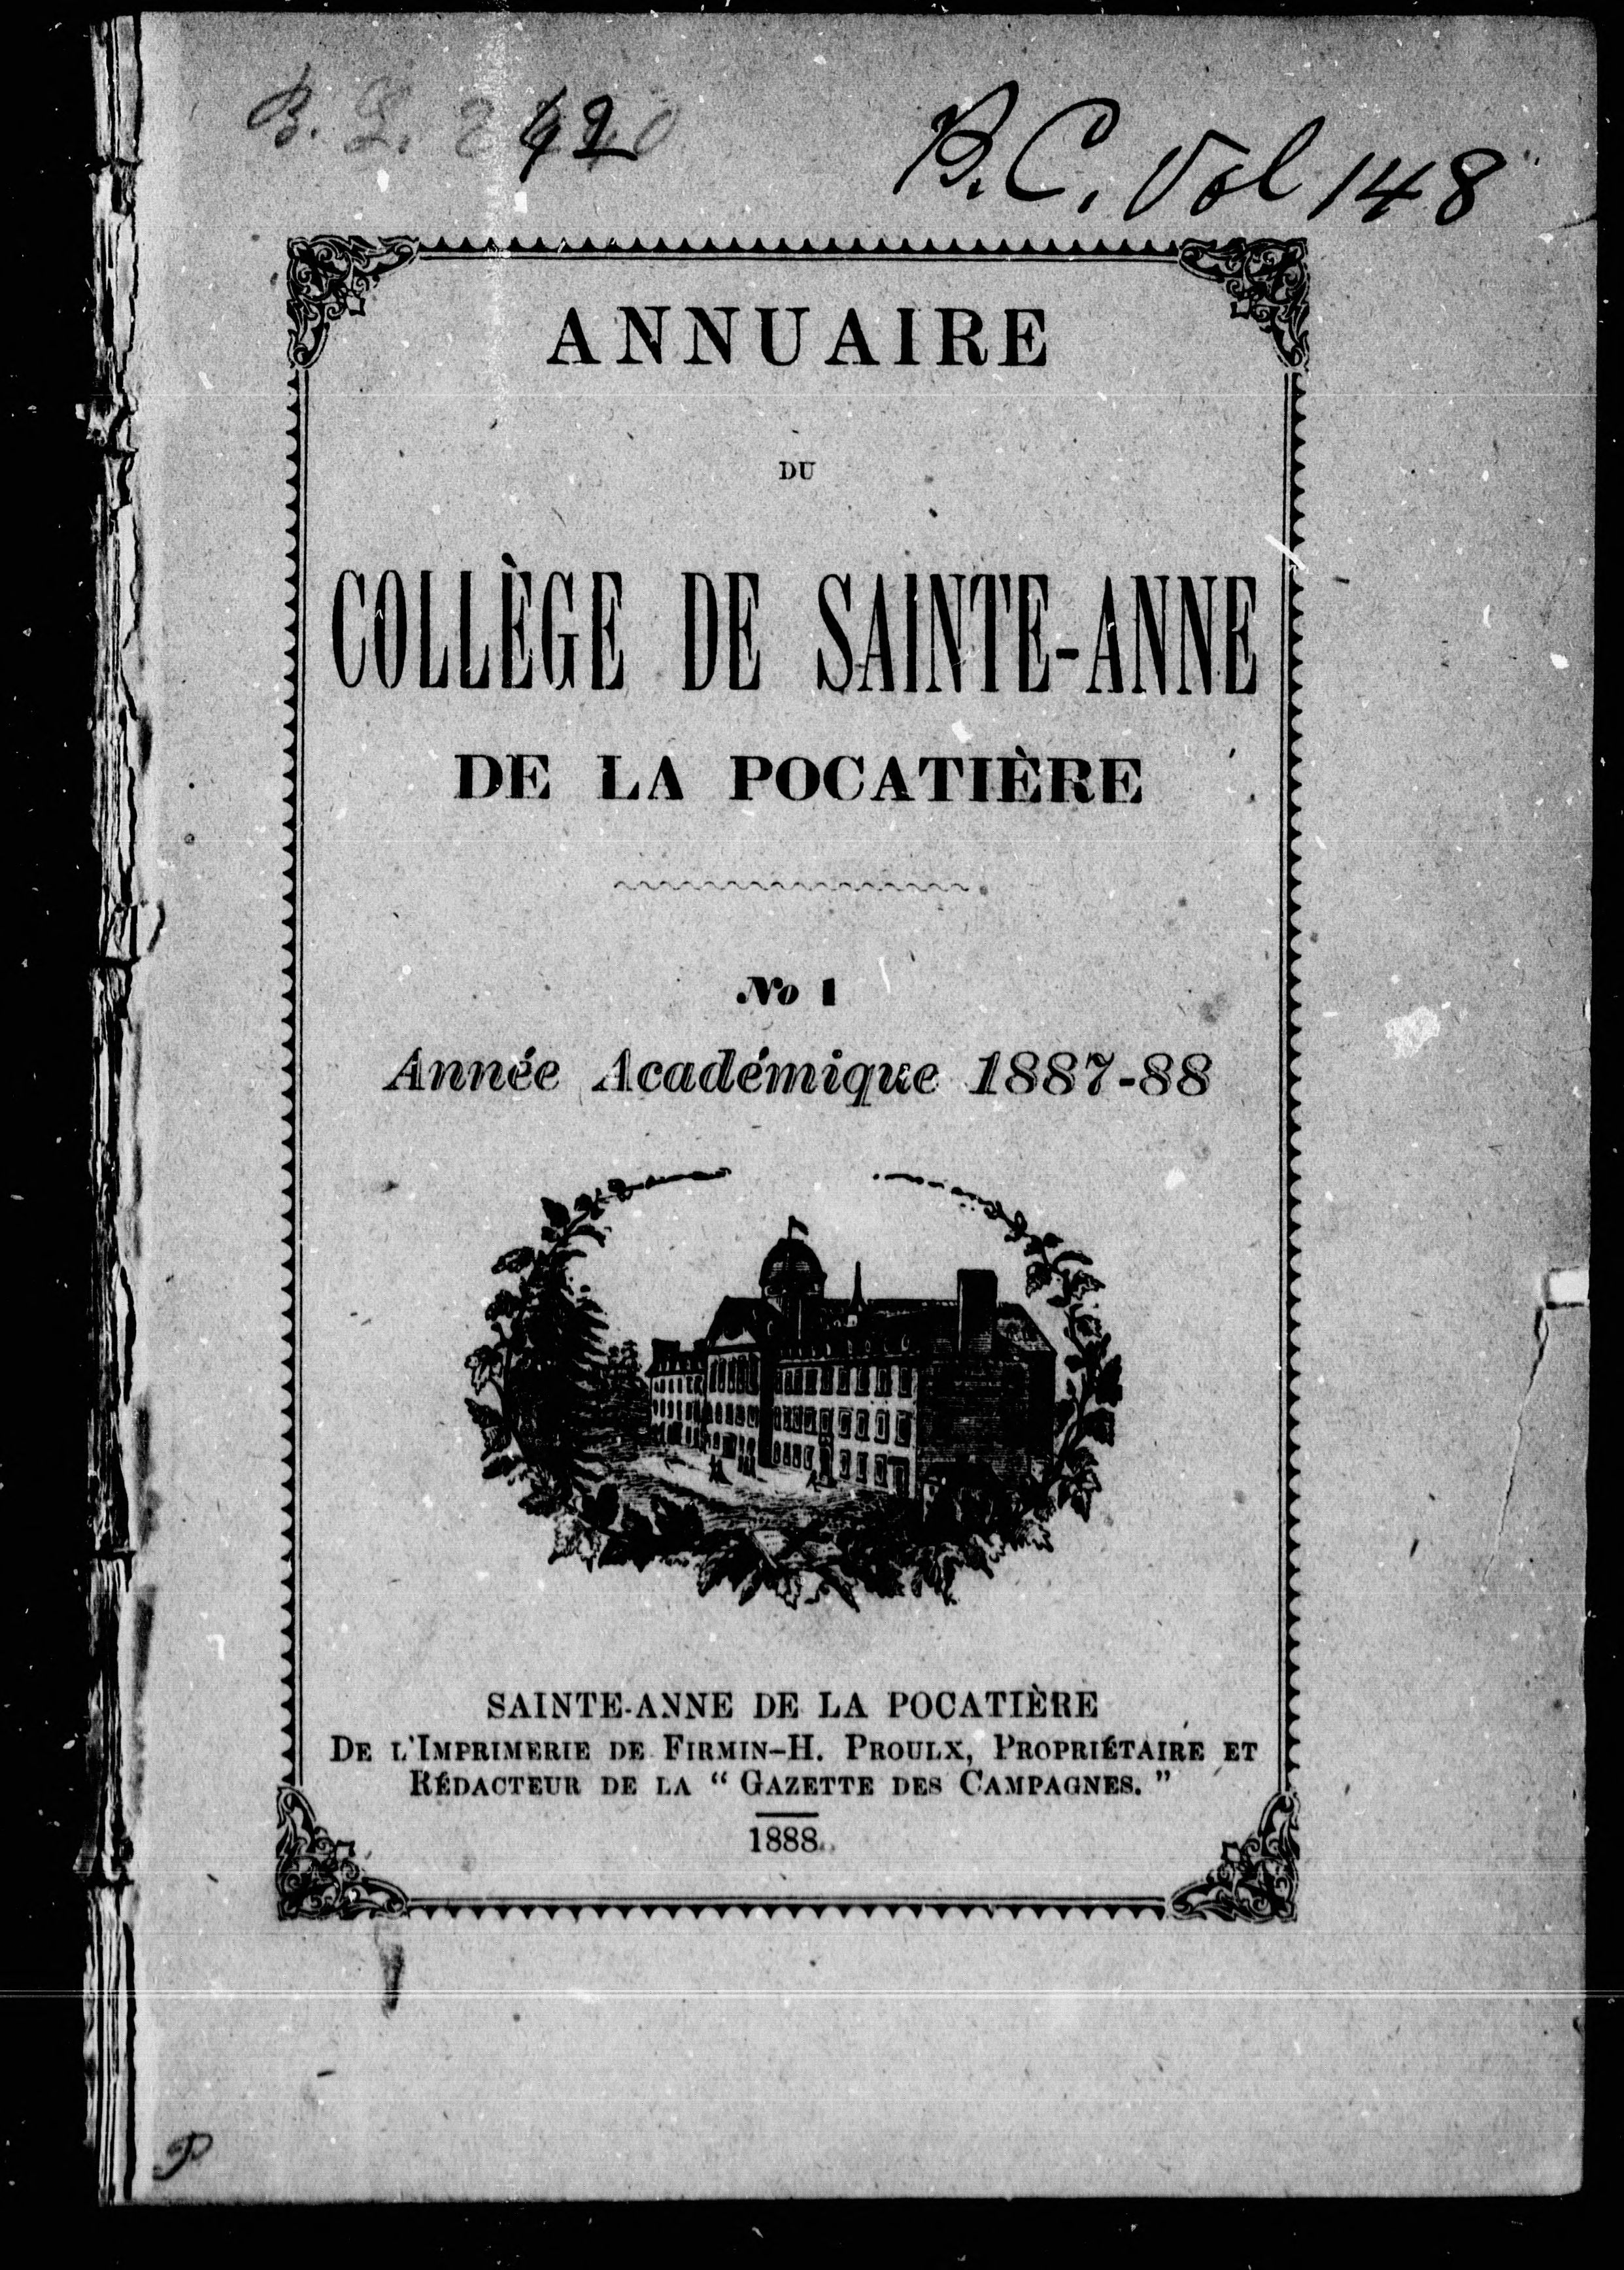 B.C. Vol 148
ANNUAIRE
DU
COLLÈGE DE SAINTE-ANNE
DE LA POCATIÈRE
No 1
Année Académique 1887-88
SAINTE-ANNE DE LA POCATIÈRE
DE L'IMPRIMERIE DE FIRMIN-H. PROULX, PROPRIÉTAIRE ET
RÉDACTEUR DE LA " GAZETTE DES CAMPAGNES. "
1888